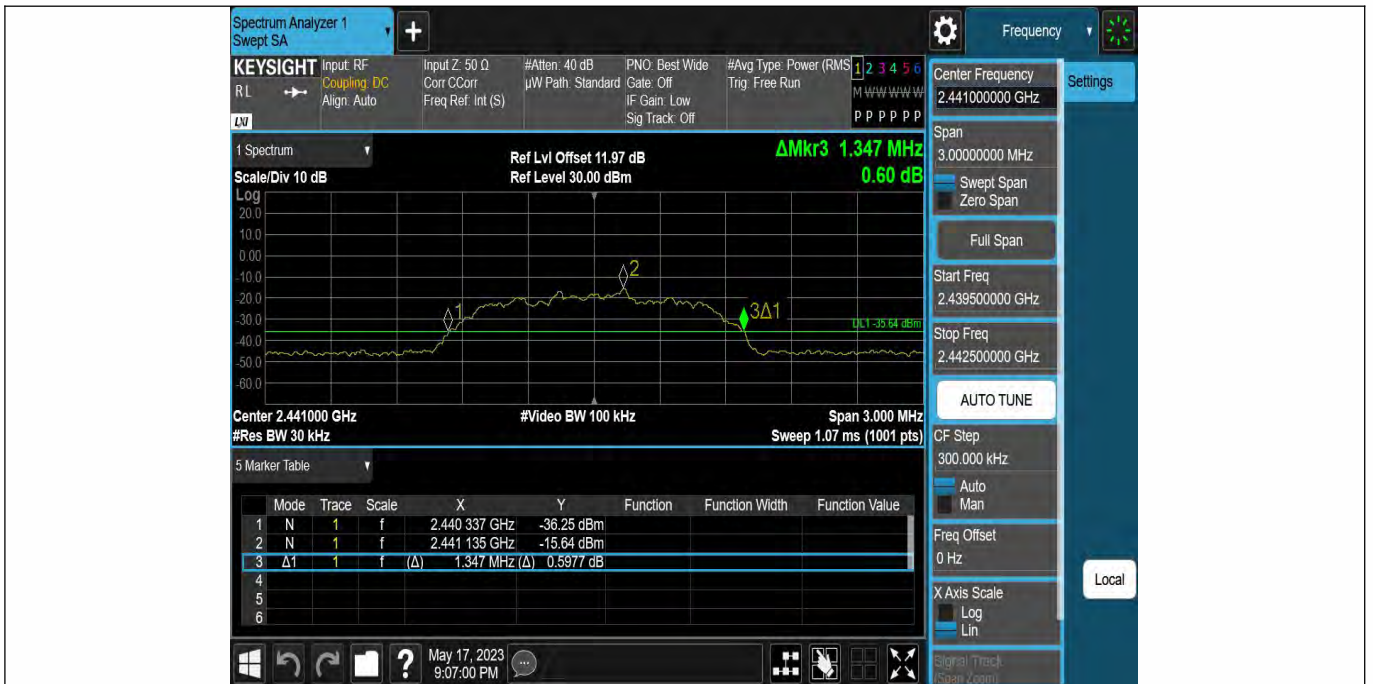 Spectrum Analyzer 1
Swept SA
+
Frequency
KEYSIGHT
RL
LXI
Input: RF
Coupling: DC
Align: Auto
Input Z: 50 Ω
Corr CCorr
Freq Ref: Int (S)
#Atten: 40 dB
µW Path: Standard
PNO: Best Wide
Gate: Off
IF Gain: Low
Sig Track: Off
#Avg Type: Power (RMS
Trig: Free Run
1 2 3 4 5 6
M W W W W W
P P P P P P
1 Spectrum
Scale/Div 10 dB
Ref Lvl Offset 11.97 dB
Ref Level 30.00 dBm
ΔMkr3 1.347 MHz
0.60 dB
Log
20.0
10.0
0.00
-10.0
-20.0
-30.0
-40.0
-50.0
-60.0
1
2
3Δ1
DL1 -35.64 dBm
Center 2.441000 GHz
#Video BW 100 kHz
Span 3.000 MHz
#Res BW 30 kHz
Sweep 1.07 ms (1001 pts)
5 Marker Table
Mode Trace Scale X Y Function Function Width Function Value
1 N 1 f 2.440 337 GHz -36.25 dBm
2 N 1 f 2.441 135 GHz -15.64 dBm
3 Δ1 1 f (Δ) 1.347 MHz (Δ) 0.5977 dB
4
5
6
?
May 17, 2023
9:07:00 PM
Center Frequency
2.441000000 GHz
Settings
Span
3.00000000 MHz
Swept Span
Zero Span
Full Span
Start Freq
2.439500000 GHz
Stop Freq
2.442500000 GHz
AUTO TUNE
CF Step
300.000 kHz
Auto
Man
Freq Offset
0 Hz
X Axis Scale
Log
Lin
Signal Track
(Span Zoom)
Local